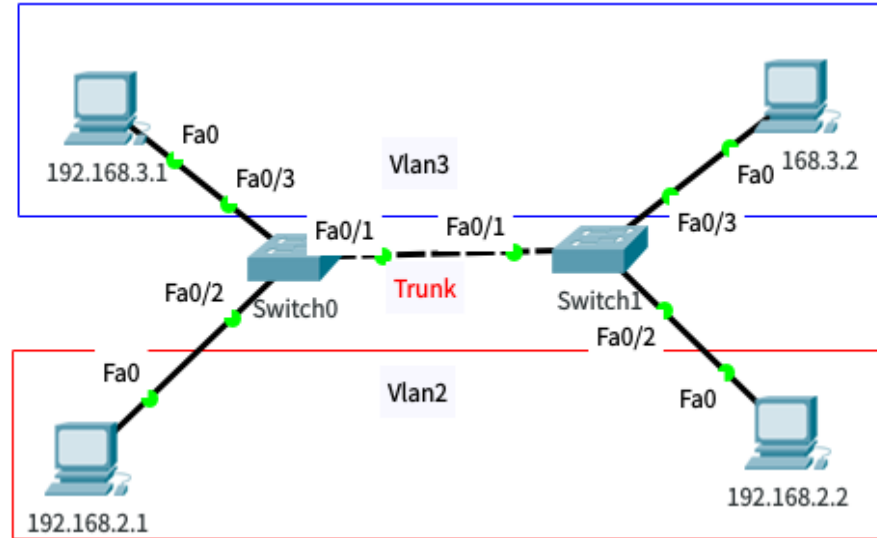 Fa0
192.168.3.1
Fa0/3
Vlan3
168.3.2
Fa0
Fa0/3
Fa0/1
Fa0/1
Trunk
Switch0
Switch1
Fa0/2
Fa0/2
Fa0
Vlan2
Fa0
192.168.2.1
192.168.2.2